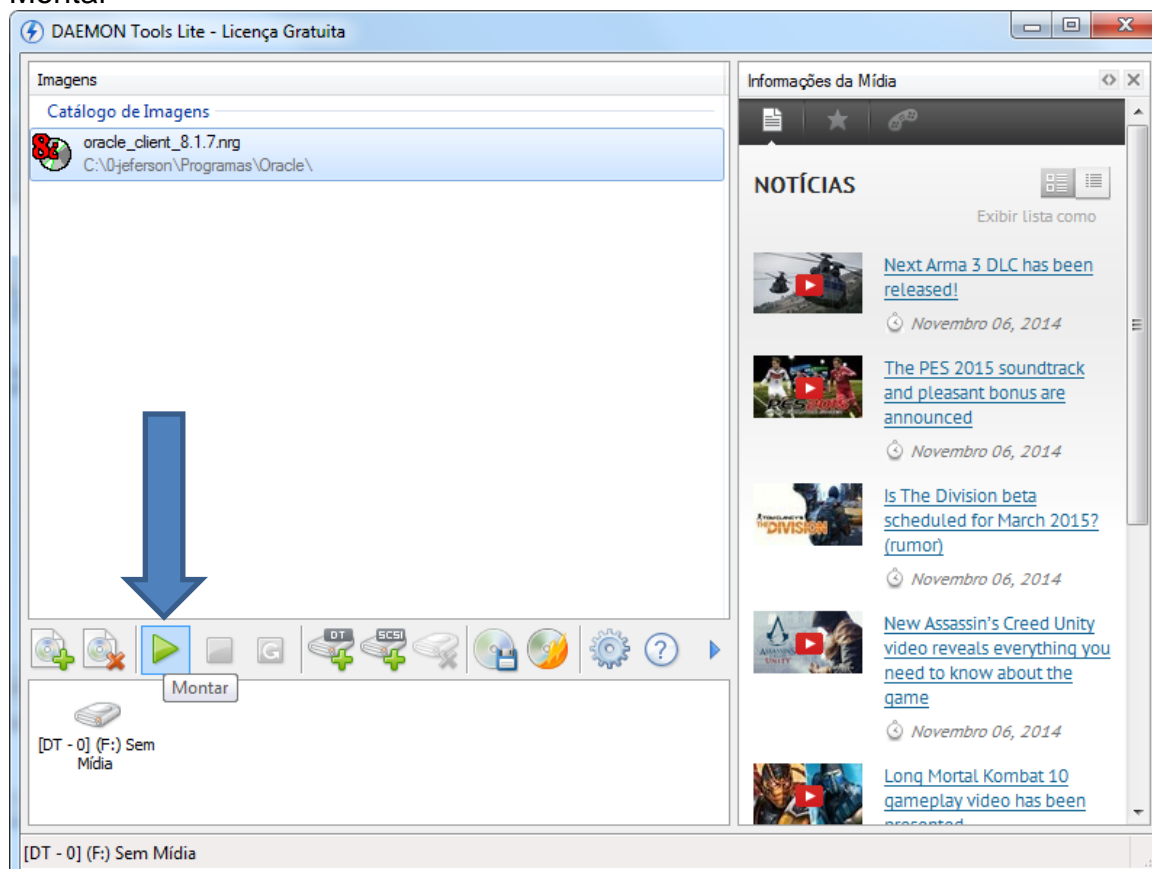 Montar
DAEMON Tools Lite - Licença Gratuita
Imagens
Catálogo de Imagens
oracle_client_8.1.7.nrg
C:\0-jeferson\Programas\Oracle\
Informações da Mídia
NOTÍCIAS
Exibir lista como
Next Arma 3 DLC has been
released!
Novembro 06, 2014
The PES 2015 soundtrack
and pleasant bonus are
announced
Novembro 06, 2014
Is The Division beta
scheduled for March 2015?
(rumor)
Novembro 06, 2014
New Assassin's Creed Unity
video reveals everything you
need to know about the
game
Novembro 06, 2014
Long Mortal Kombat 10
gameplay video has been
presented
DT
SCSI
G
Montar
[DT - 0] (F:) Sem
Mídia
[DT - 0] (F:) Sem Mídia